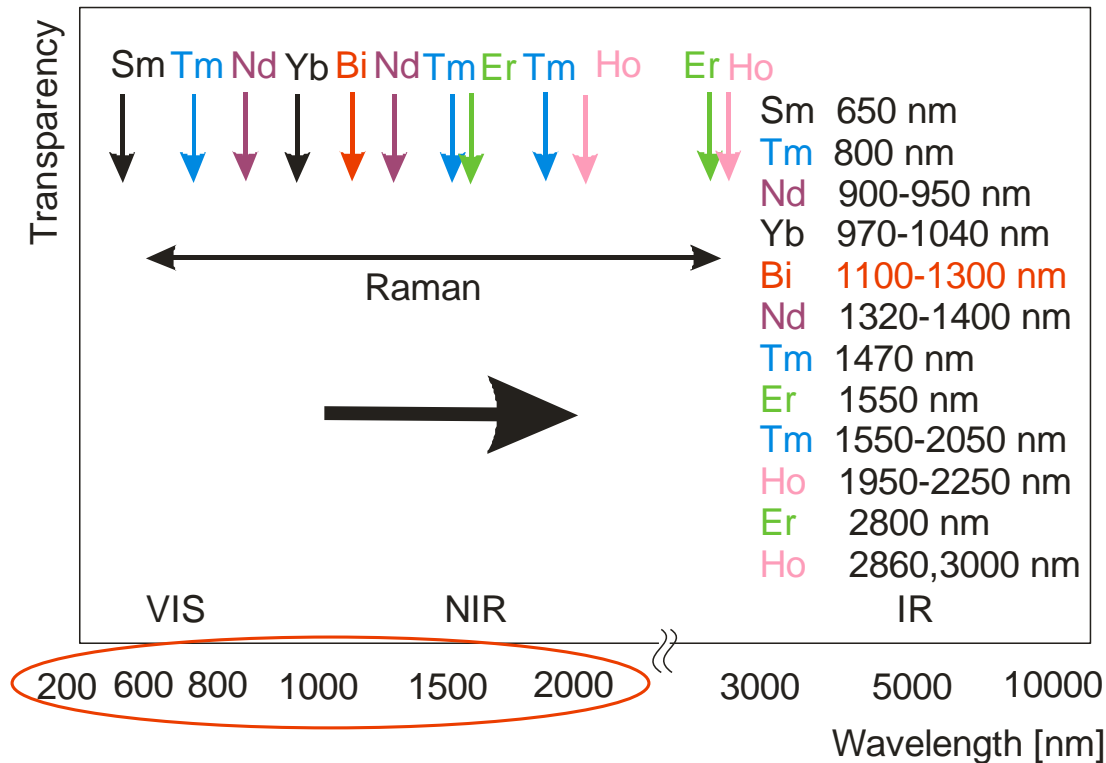 Transparency
Sm Tm Nd Yb Bi Nd Tm Er Tm Ho Er Ho
Sm 650 nm
Tm 800 nm
Nd 900-950 nm
Yb 970-1040 nm
Bi 1100-1300 nm
Nd 1320-1400 nm
Tm 1470 nm
Er 1550 nm
Tm 1550-2050 nm
Ho 1950-2250 nm
Er 2800 nm
Ho 2860,3000 nm
Raman
VIS NIR IR
200 600 800 1000 1500 2000 3000 5000 10000
Wavelength [nm]